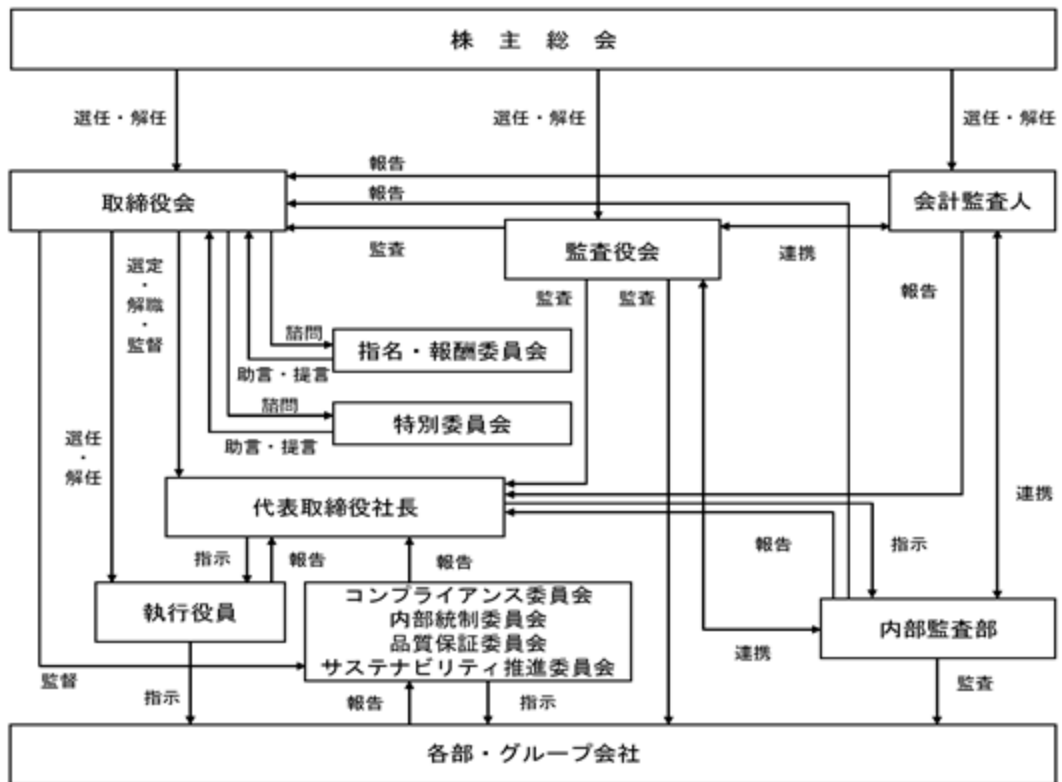 株主総会
選任・解任
選任・解任
選任・解任
報告
取締役会
報告
会計監査人
監査
監査役会
連携
選定・解職・監督
監査
監査
報告
諮問
指名・報酬委員会
助言・提言
諮問
特別委員会
助言・提言
選任・解任
代表取締役社長
連携
指示
報告
報告
報告
指示
執行役員
コンプライアンス委員会
内部統制委員会
品質保証委員会
サステナビリティ推進委員会
内部監査部
連携
監督
指示
報告
指示
監査
各部・グループ会社